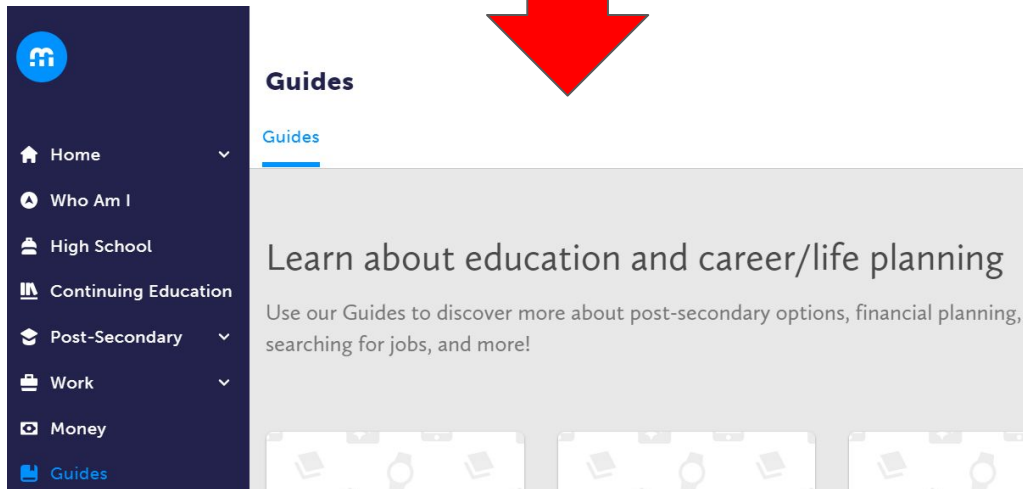 m
Home
Who Am I
High School
Continuing Education
Post-Secondary
Work
Money
Guides
Guides
Guides
Learn about education and career/life planning
Use our Guides to discover more about post-secondary options, financial planning,
searching for jobs, and more!